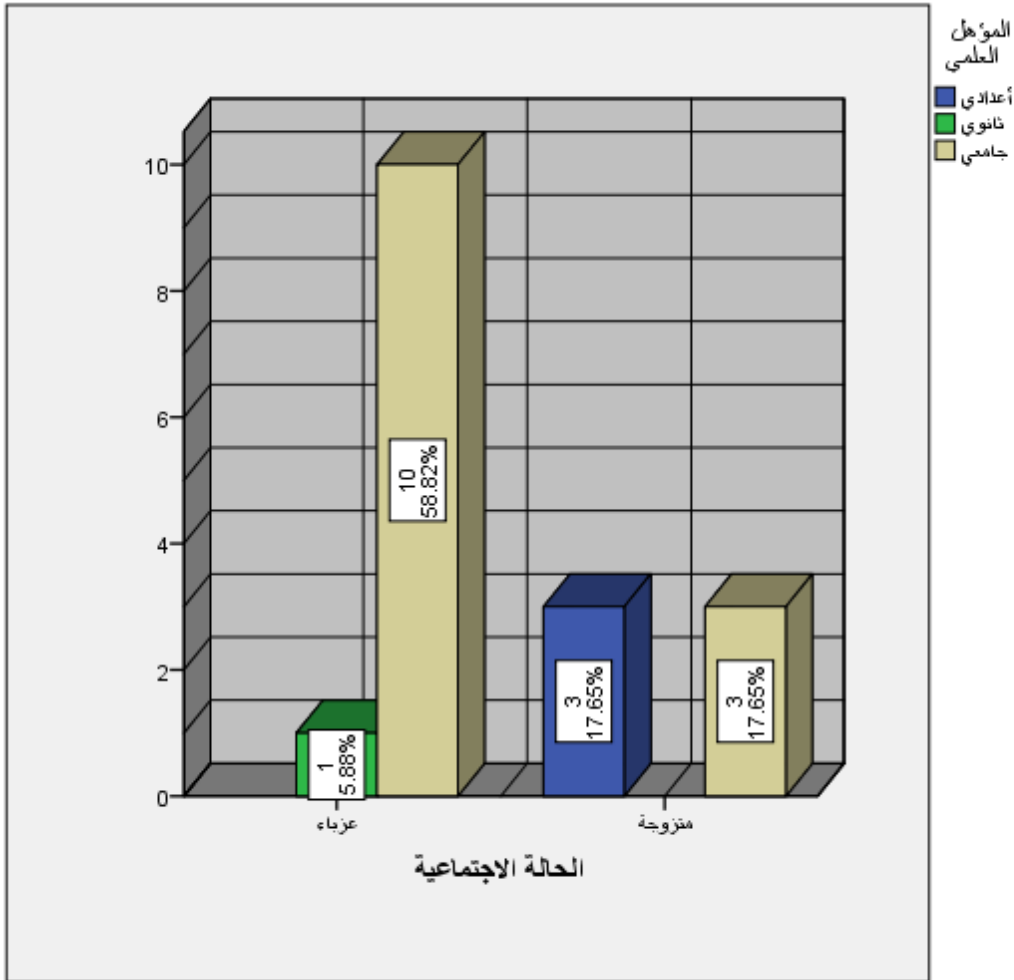 المؤهل
العلمي
أعدادي
ثانوي
جامعي
10
8
6
4
2
0
1
5.88%
10
58.82%
3
17.65%
3
17.65%
عزباء
متزوجة
الحالة الاجتماعية